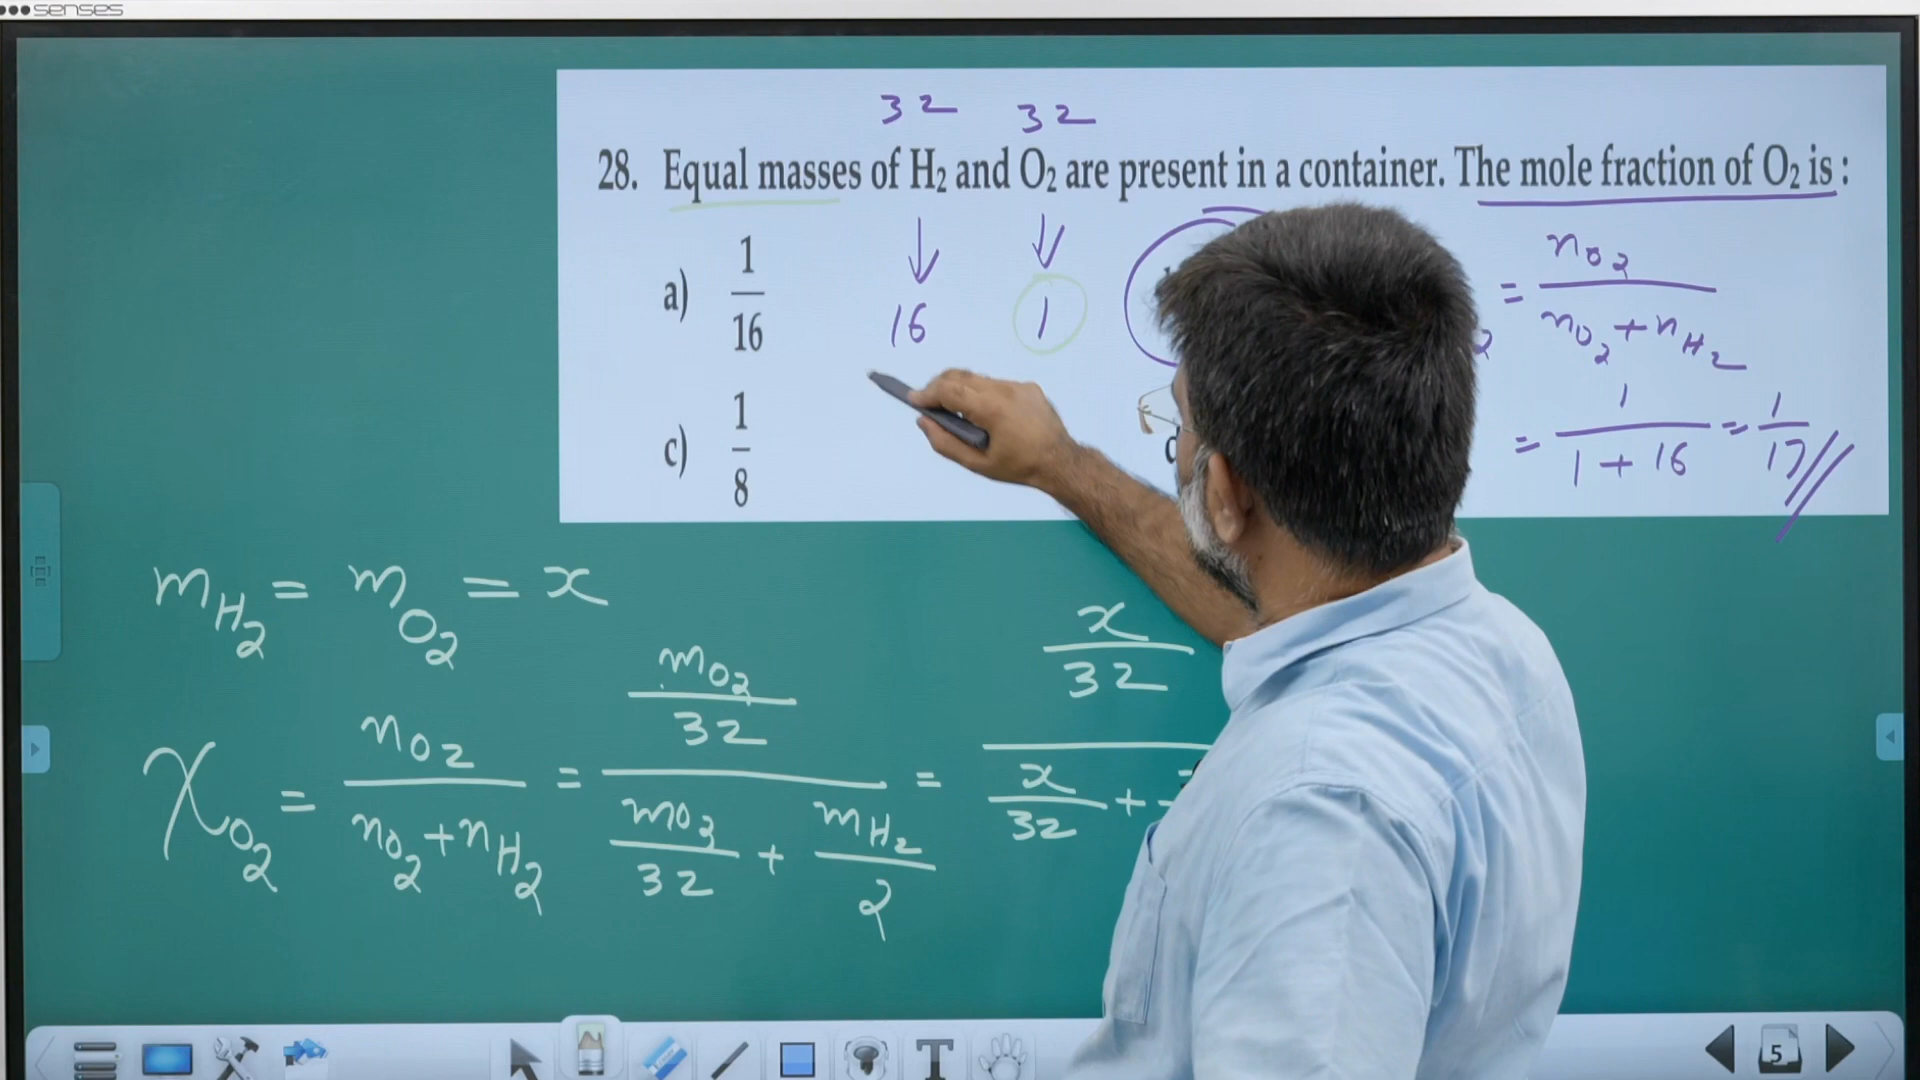 senses
32 32
28. Equal masses of H₂ and O₂ are present in a container. The mole fraction of O₂ is :
a) 1/16
16 1
= nO₂ / nO₂ + nH₂
c) 1/8
= 1 / 1 + 16 = 1/17
mH₂ = mO₂ = x
χO₂ = nO₂ / nO₂ + nH₂ = mO₂/32 / mO₃/32 + mH₂/2 = x/32 / x/32 +
T
5